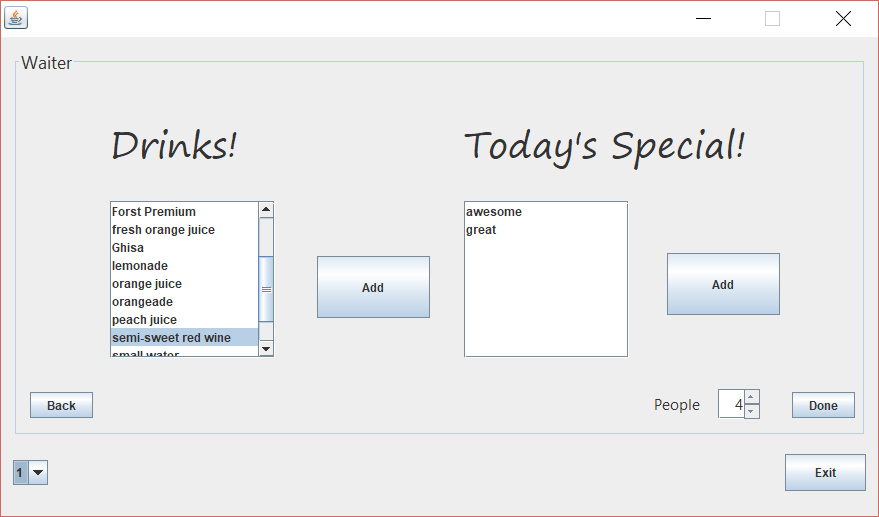 Waiter
Drinks!
Today's Special!
Forst Premium
fresh orange juice
Ghisa
lemonade
orange juice
orangeade
peach juice
semi-sweet red wine
small water
Add
awesome
great
Add
Back
People 4
Done
1
Exit